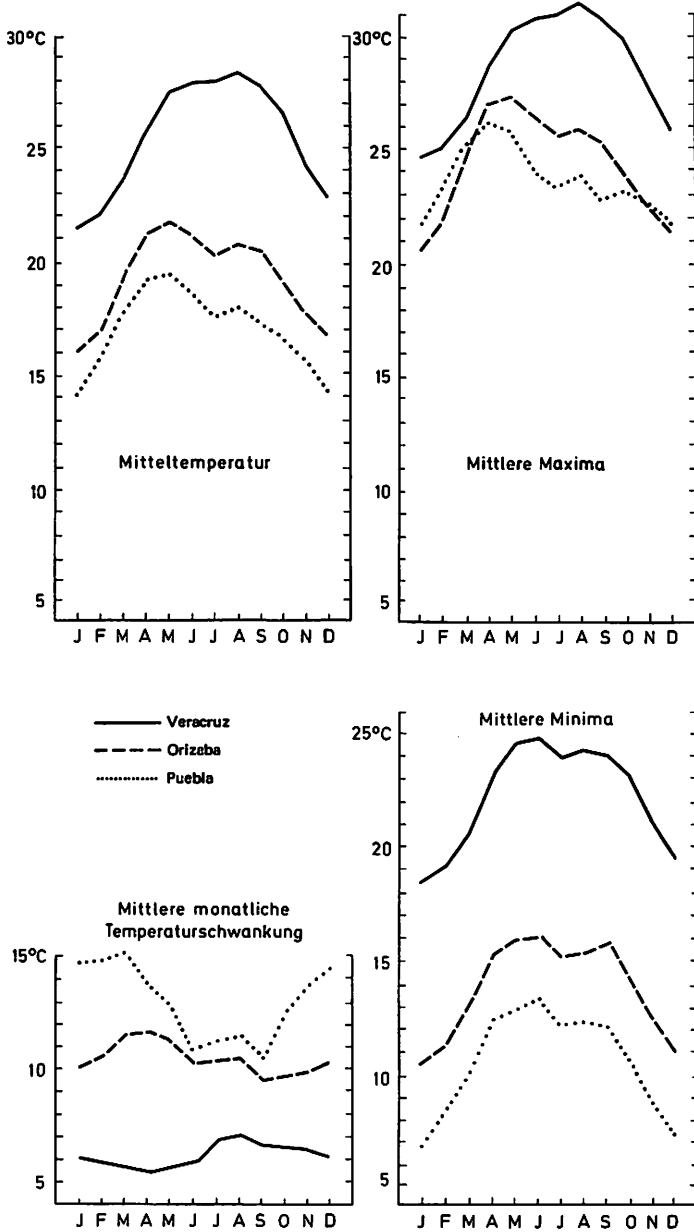 30°C
25
20
15
10
5
Mitteltemperatur
J F M A M J J A S O N D
30°C
25
20
15
10
5
Mittlere Maxima
J F M A M J J A S O N D
Veracruz
Orizaba
Puebla
Mittlere monatliche
Temperaturschwankung
15°C
10
5
J F M A M J J A S O N D
Mittlere Minima
25°C
20
15
10
5
J F M A M J J A S O N D